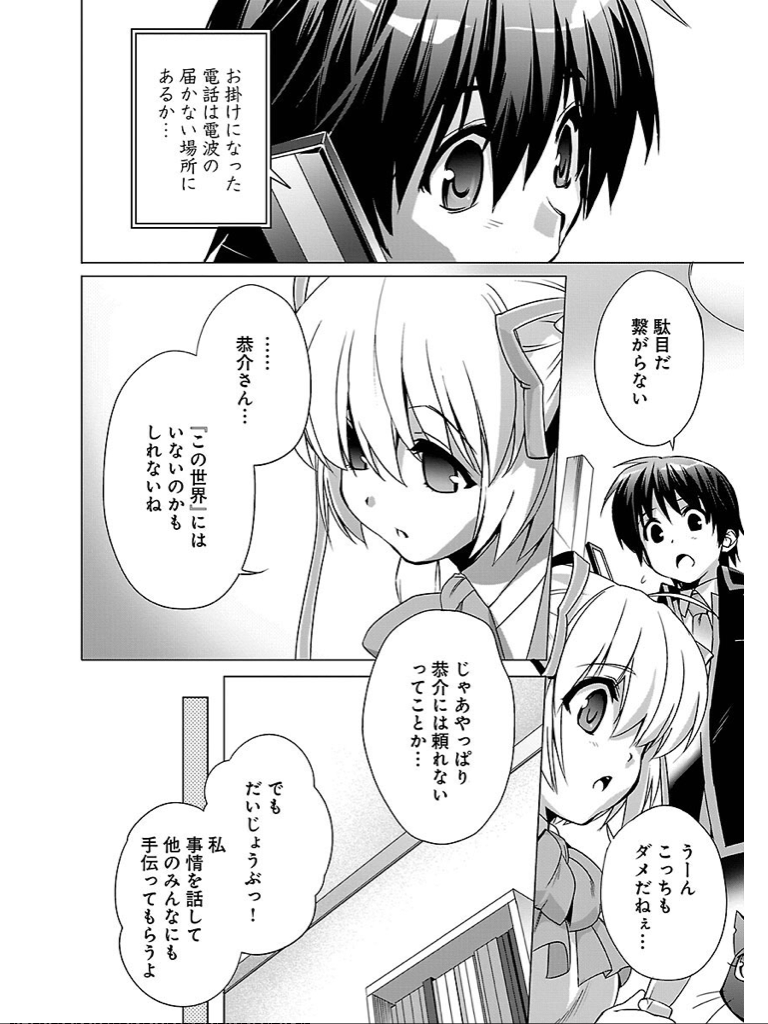 お掛けになった
電話は電波の
届かない場所に
あるか…
駄目だ
繋がらない
うーん
こっちも
ダメだねぇ…
……
恭介さん…
『この世界』には
いないのかも
しれないね
じゃあやっぱり
恭介には頼れない
ってことか…
でも
だいじょうぶっ！
私
事情を話して
他のみんなにも
手伝ってもらうよ